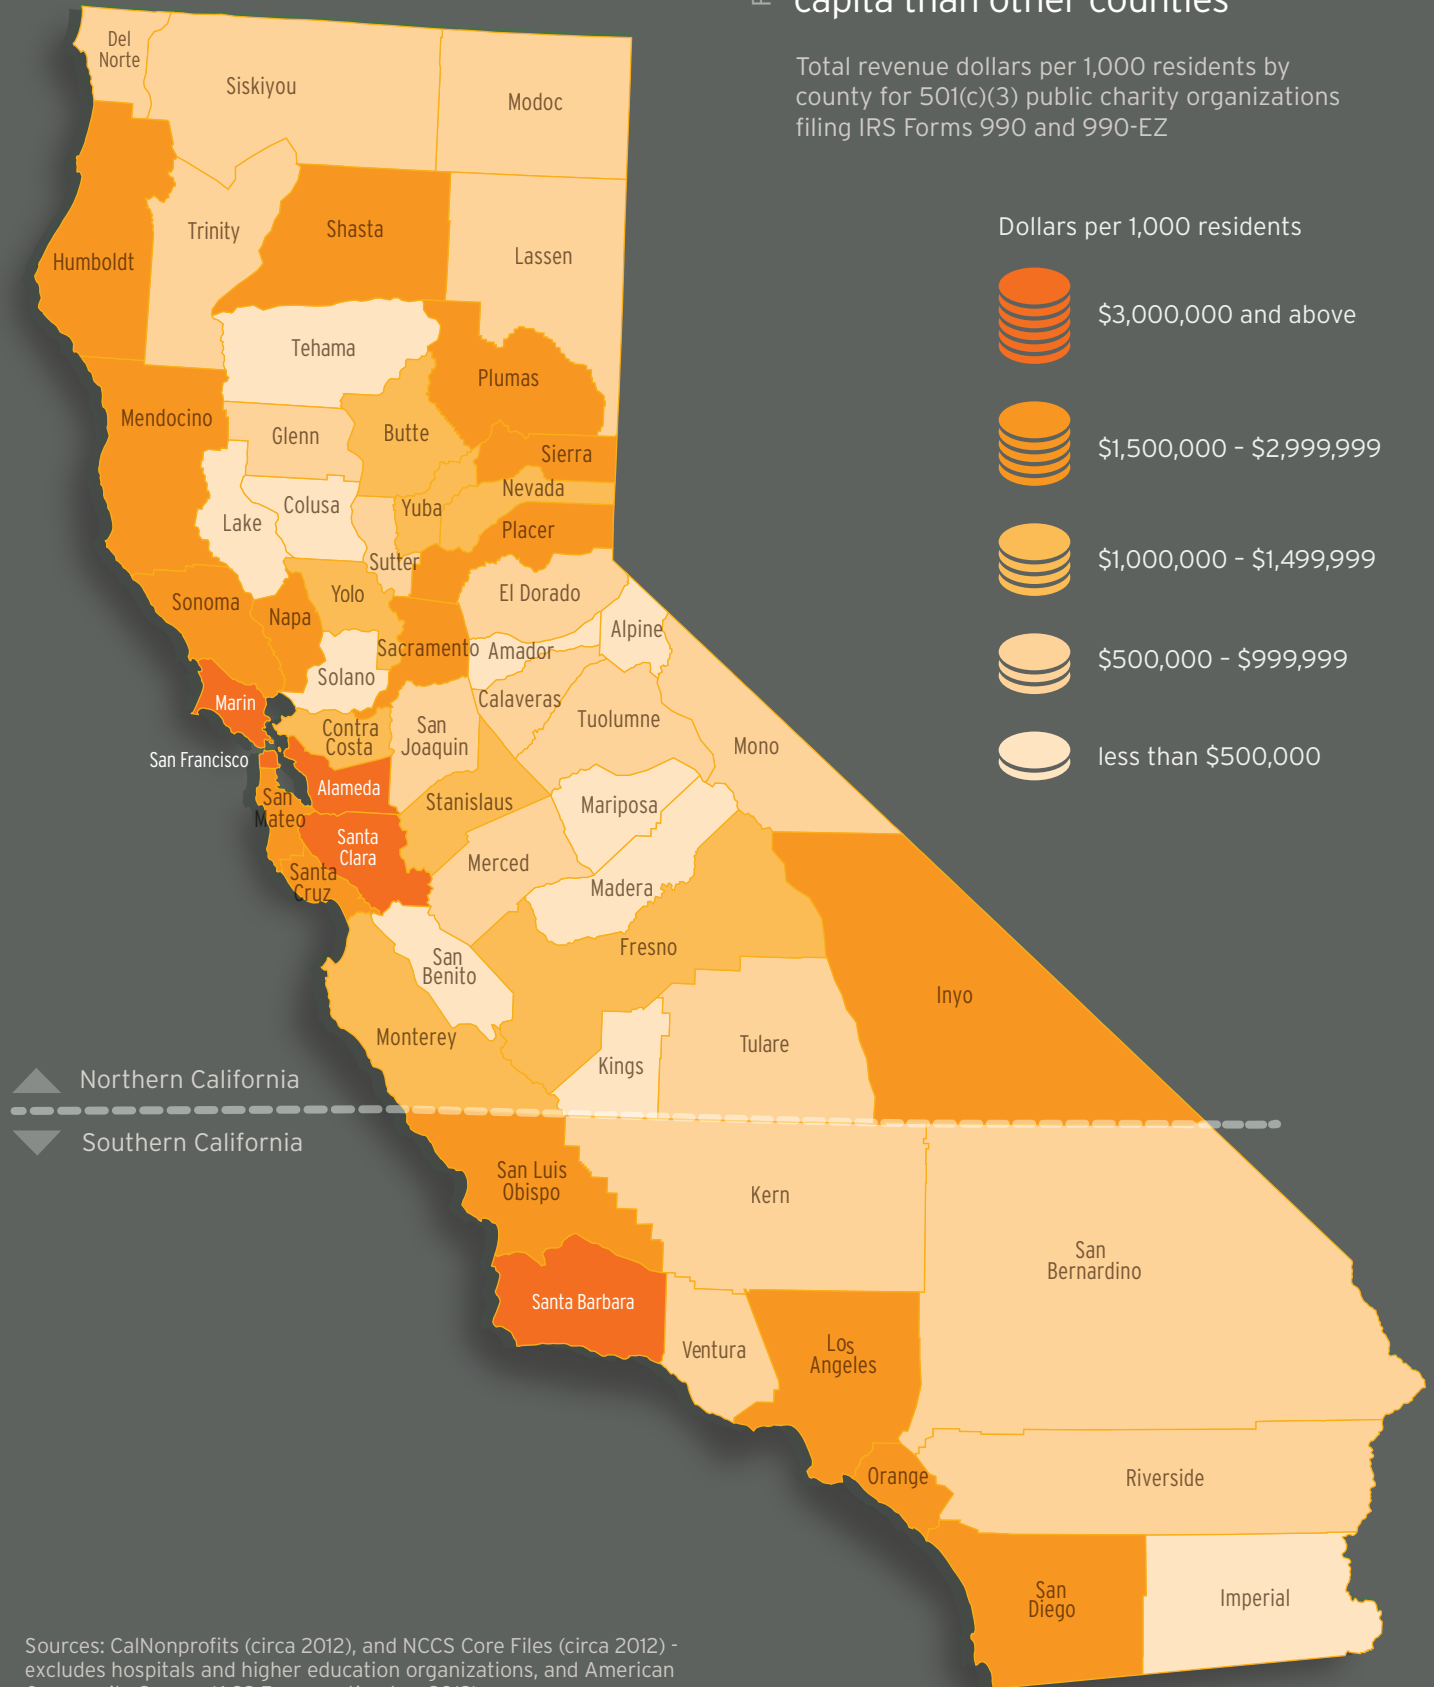 capita than other counties
Total revenue dollars per 1,000 residents by
county for 501(c)(3) public charity organizations
filing IRS Forms 990 and 990-EZ
Dollars per 1,000 residents
$3,000,000 and above
$1,500,000 - $2,999,999
$1,000,000 - $1,499,999
$500,000 - $999,999
less than $500,000
Del
Norte
Siskiyou
Modoc
Humboldt
Trinity
Shasta
Lassen
Tehama
Plumas
Mendocino
Glenn
Butte
Sierra
Nevada
Colusa
Yuba
Lake
Placer
Sutter
El Dorado
Yolo
Sonoma
Napa
Alpine
Sacramento
Amador
Solano
Marin
Calaveras
Contra
Costa
San
Joaquin
Tuolumne
Mono
San Francisco
Alameda
San
Mateo
Stanislaus
Mariposa
Santa
Clara
Santa
Cruz
Merced
Madera
Fresno
San
Benito
Inyo
Monterey
Tulare
Kings
Northern California
Southern California
San Luis
Obispo
Kern
San
Bernardino
Santa Barbara
Ventura
Los
Angeles
Orange
Riverside
San
Diego
Imperial
Sources: CalNonprofits (circa 2012), and NCCS Core Files (circa 2012) -
excludes hospitals and higher education organizations, and American